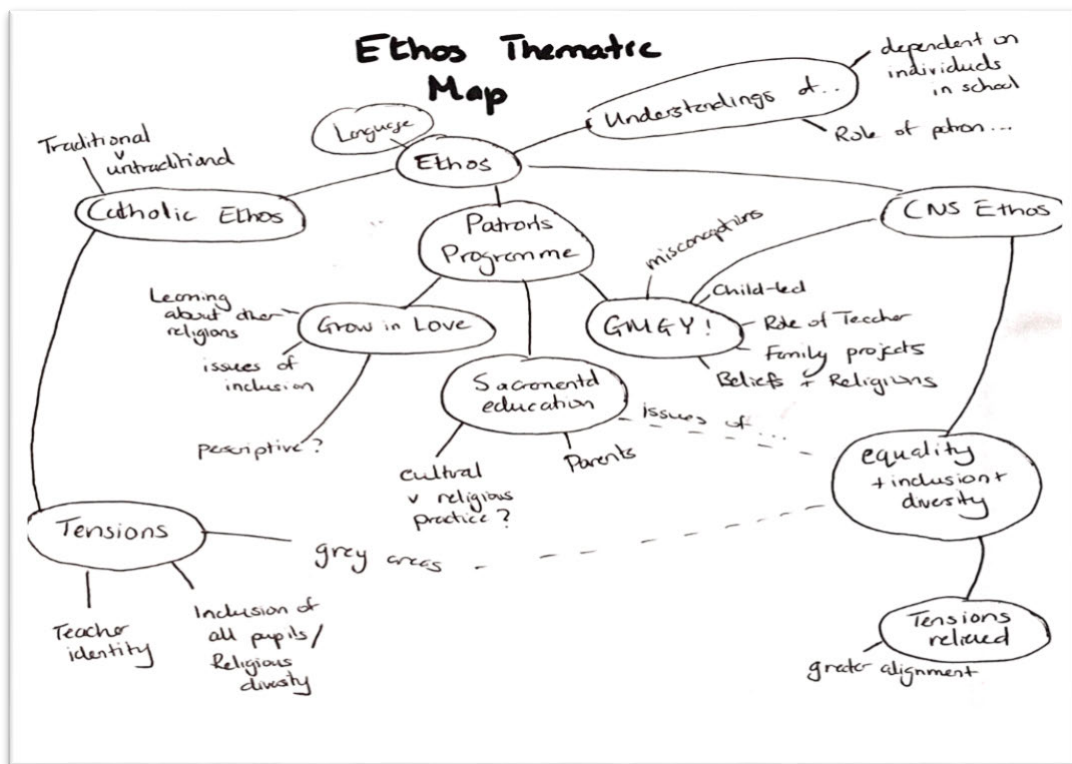 Ethos Thematic
Map
dependent on
individuals
in school
Understandings of...
Role of patron...
Language
Ethos
Traditional
v
untraditional
Catholic Ethos
CNS Ethos
Patron's
Programme
misconceptions
Child-led
Learning
about other
religions
Grow in Love
GMGY!
Role of Teacher
Family projects
Beliefs + Religions
issues of
inclusion
Sacramental
education
issues of...
perscriptive?
cultural
v religious
practice?
Parents
equality
+ inclusion +
diversity
Tensions
grey areas
Teacher
identity
Inclusion of
all pupils/
Religious
diversity
Tensions
relieved
greater alignment